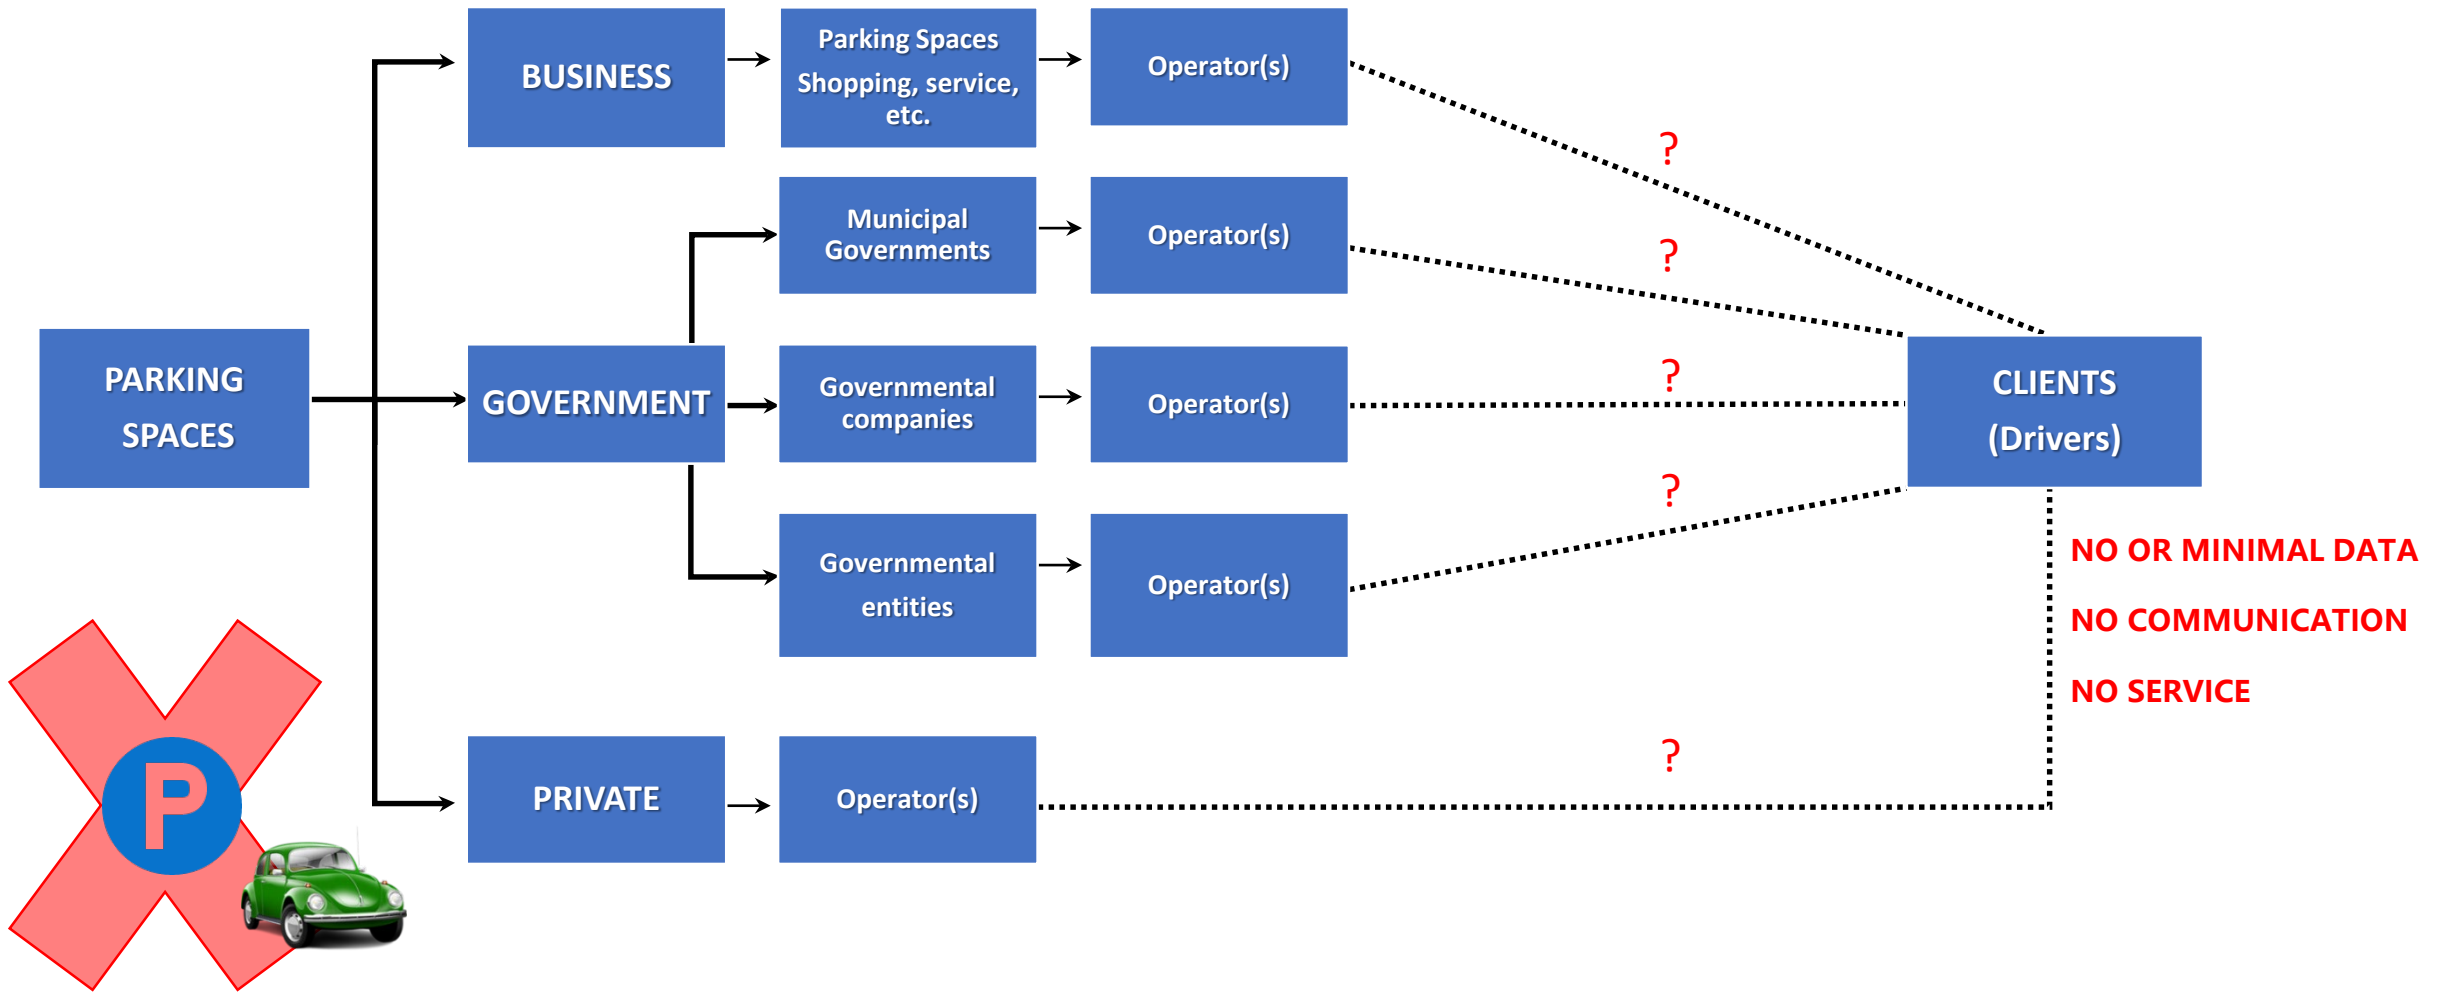 BUSINESS
Parking Spaces
Shopping, service,
etc.
Operator(s)
?
Municipal
Governments
Operator(s)
?
PARKING
SPACES
GOVERNMENT
Governmental
companies
Operator(s)
?
CLIENTS
(Drivers)
Governmental
entities
Operator(s)
?
NO OR MINIMAL DATA
NO COMMUNICATION
NO SERVICE
PRIVATE
Operator(s)
?
P